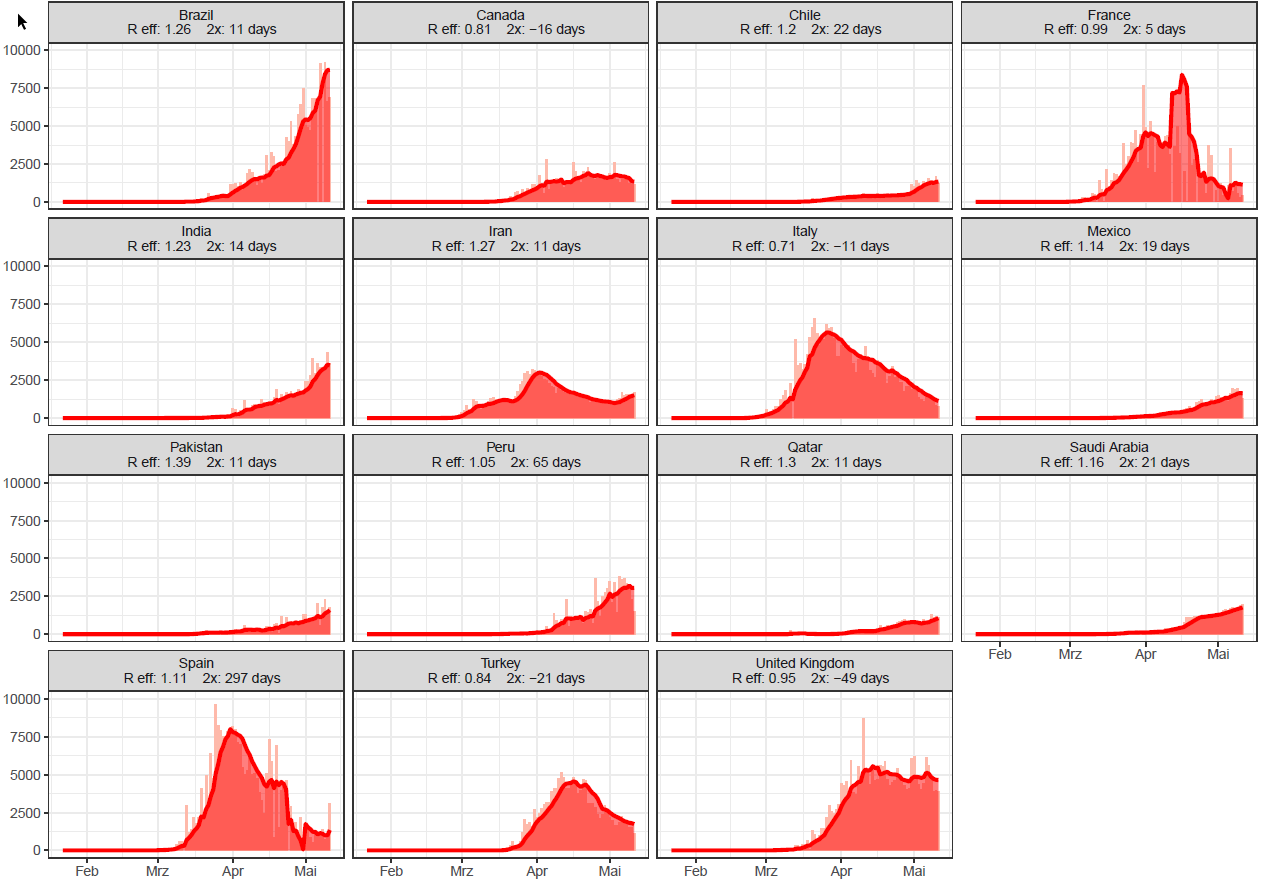 Brazil
R eff: 1.26 2x: 11 days
Canada
R eff: 0.81 2x: −16 days
Chile
R eff: 1.2 2x: 22 days
France
R eff: 0.99 2x: 5 days
10000
7500
5000
2500
0
India
R eff: 1.23 2x: 14 days
Iran
R eff: 1.27 2x: 11 days
Italy
R eff: 0.71 2x: −11 days
Mexico
R eff: 1.14 2x: 19 days
10000
7500
5000
2500
0
Pakistan
R eff: 1.39 2x: 11 days
Peru
R eff: 1.05 2x: 65 days
Qatar
R eff: 1.3 2x: 11 days
Saudi Arabia
R eff: 1.16 2x: 21 days
10000
7500
5000
2500
0
Feb Mrz Apr Mai
Spain
R eff: 1.11 2x: 297 days
Turkey
R eff: 0.84 2x: −21 days
United Kingdom
R eff: 0.95 2x: −49 days
10000
7500
5000
2500
0
Feb Mrz Apr Mai
Feb Mrz Apr Mai
Feb Mrz Apr Mai